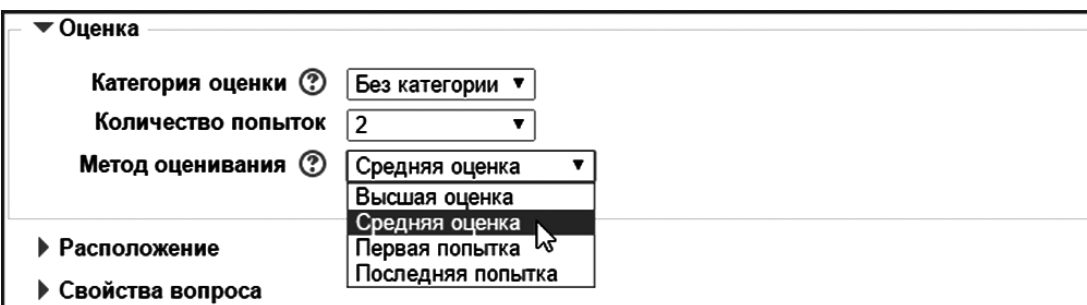 Оценка
Категория оценки ? Без категории
Количество попыток 2
Метод оценивания ? Средняя оценка
Высшая оценка
Средняя оценка
Первая попытка
Последняя попытка
Расположение
Свойства вопроса